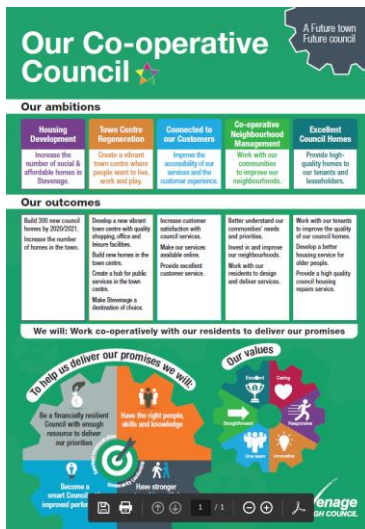 Our Co-operative
Council
A Future town
Future council
Our ambitions
Housing
Development
Town Centre
Regeneration
Connected to
our Customers
Co-operative
Neighbourhood
Management
Excellent
Council Homes
Increase the
number of social &
affordable homes in
Stevenage.
Create a vibrant
town centre where
people want to live,
work and play.
Improve the
accessibility of our
services and the
customer experience.
Work with our
communities
to improve our
neighbourhoods.
Provide high-
quality homes to
our tenants and
leaseholders.
Our outcomes
Build 300 new council
homes by 2020/2021.
Increase the number
of homes in the town.
Develop a new vibrant
town centre with quality
shopping, office and
leisure facilities.
Build new homes in the
town centre.
Create a hub for public
services in the town
centre.
Make Stevenage a
destination of choice.
Increase customer
satisfaction with
council services.
Make our services
available online.
Provide excellent
customer service.
Better understand our
communities' needs
and priorities.
Invest in and improve
our neighbourhoods.
Work with our
residents to design
and deliver services.
Work with our tenants
to improve the quality
of our council homes.
Develop a better
housing service for
older people.
Provide a high quality
council housing
repairs service.
We will: Work co-operatively with our residents to deliver our promises
To help us deliver our promises we will:
Be a financially resilient
Council with enough
resource to deliver
our priorities
Have the right people,
skills and knowledge
Become a
smart Council
improved perfor
Have stronger
Our values
Excellent
Caring
Responsive
Innovative
One team
Straightforward
1 / 1
enage
GH COUNCIL